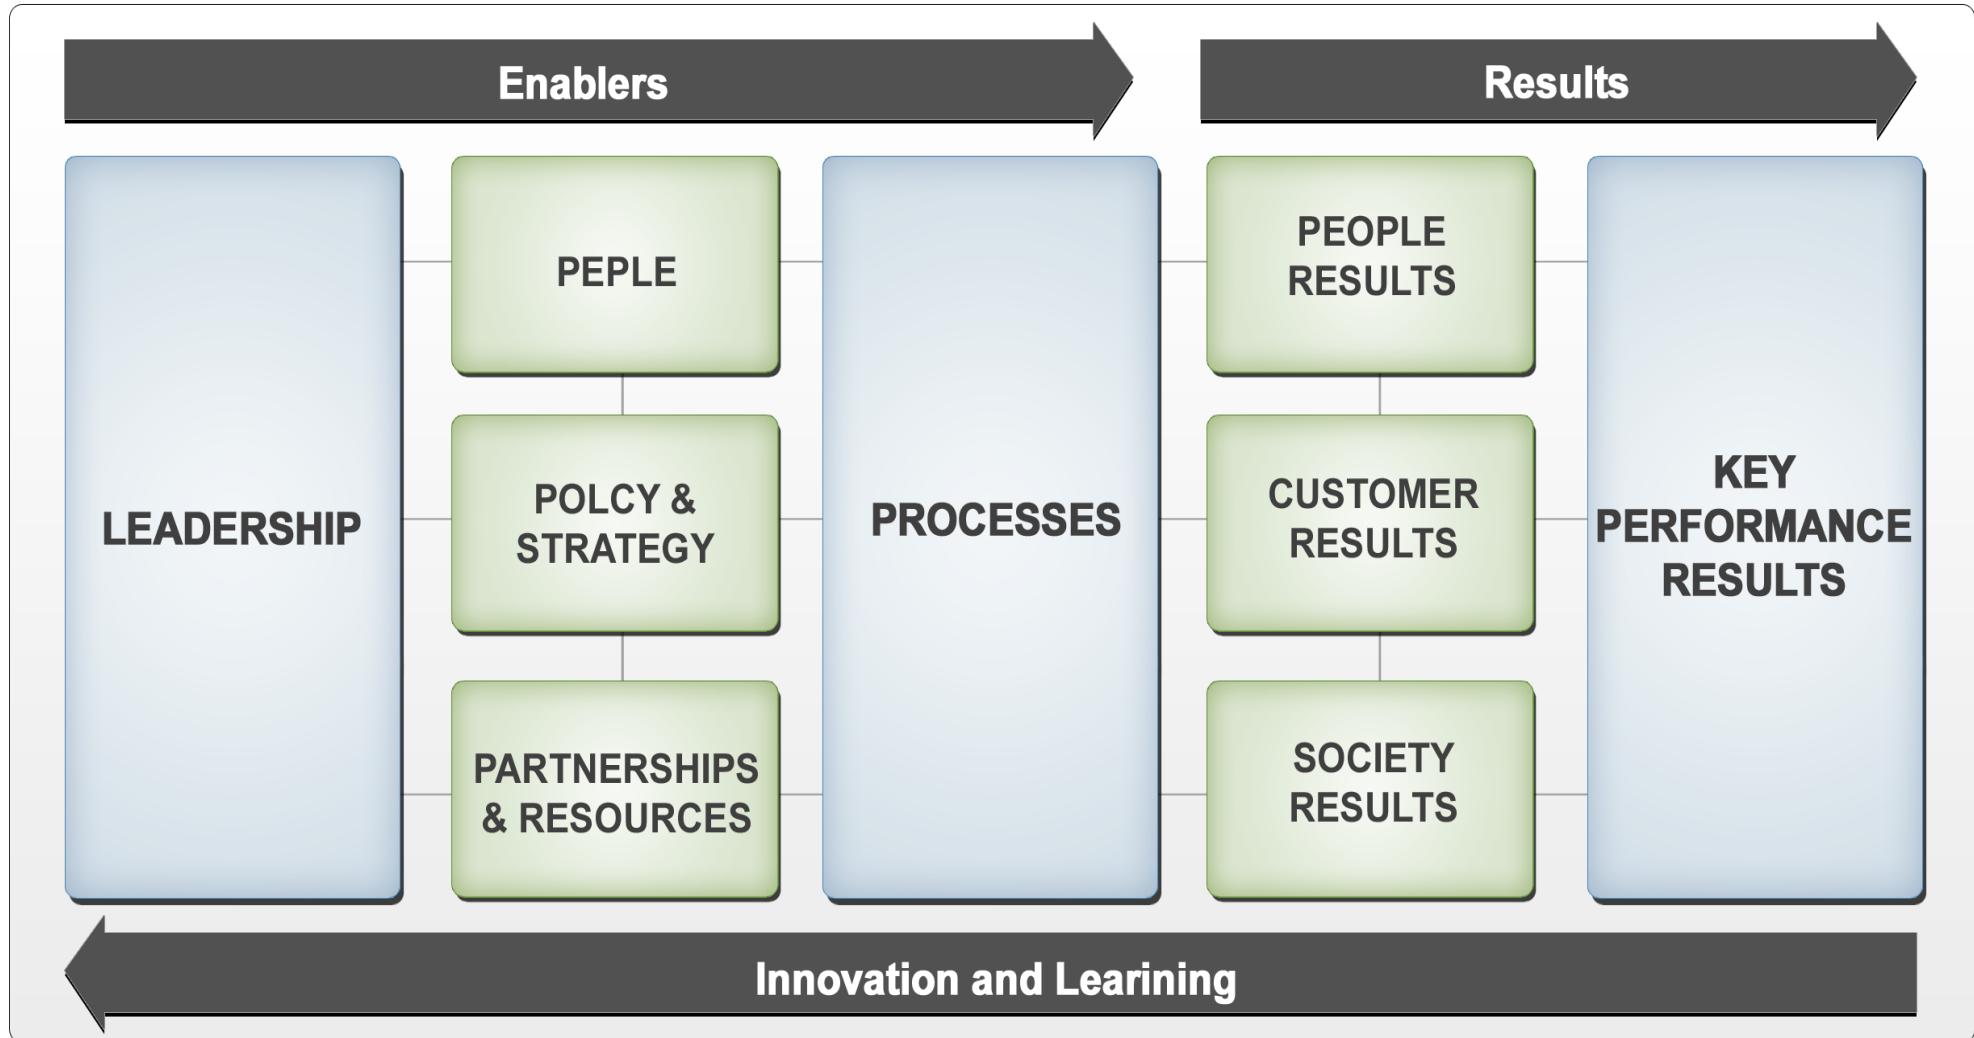 Enablers
Results
LEADERSHIP
PEPLE
POLCY &
STRATEGY
PARTNERSHIPS
& RESOURCES
PROCESSES
PEOPLE
RESULTS
CUSTOMER
RESULTS
SOCIETY
RESULTS
KEY
PERFORMANCE
RESULTS
Innovation and Learining